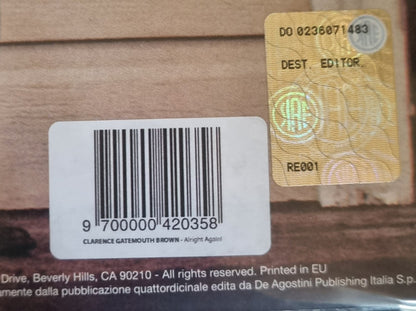 DO 0236071483
DEST. EDITOR.
RE001
9 700000 420358
CLARENCE GATEMOUTH BROWN - Alright Again!
Drive, Beverly Hills, CA 90210 - All rights reserved. Printed in EU
mente dalla pubblicazione quattordicinale edita da De Agostini Publishing Italia S.p.